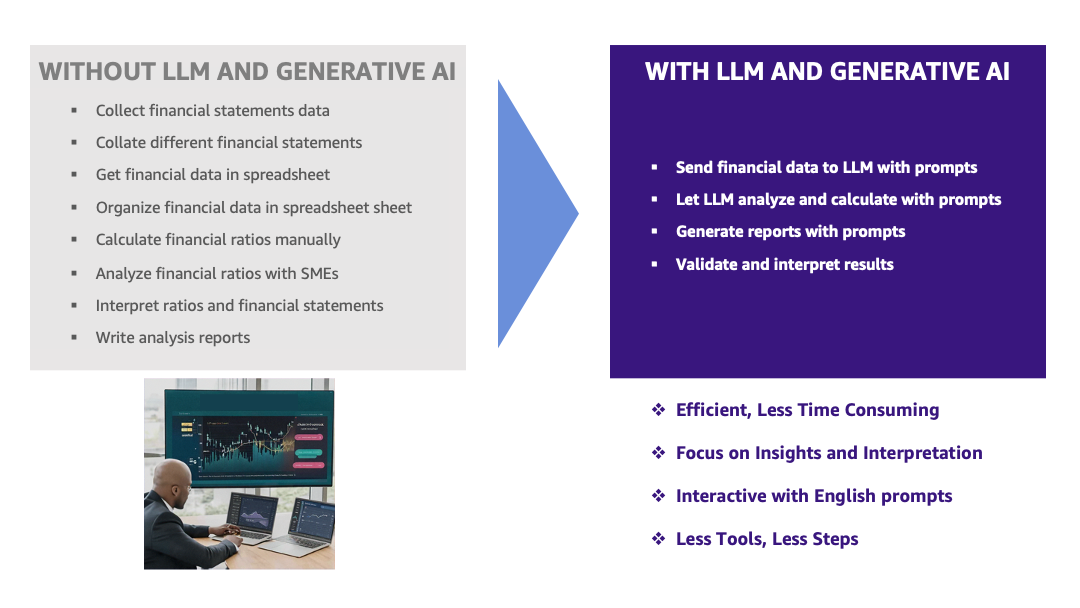 WITHOUT LLM AND GENERATIVE AI
▪ Collect financial statements data
▪ Collate different financial statements
▪ Get financial data in spreadsheet
▪ Organize financial data in spreadsheet sheet
▪ Calculate financial ratios manually
▪ Analyze financial ratios with SMEs
▪ Interpret ratios and financial statements
▪ Write analysis reports
WITH LLM AND GENERATIVE AI
▪ Send financial data to LLM with prompts
▪ Let LLM analyze and calculate with prompts
▪ Generate reports with prompts
▪ Validate and interpret results
❖ Efficient, Less Time Consuming
❖ Focus on Insights and Interpretation
❖ Interactive with English prompts
❖ Less Tools, Less Steps